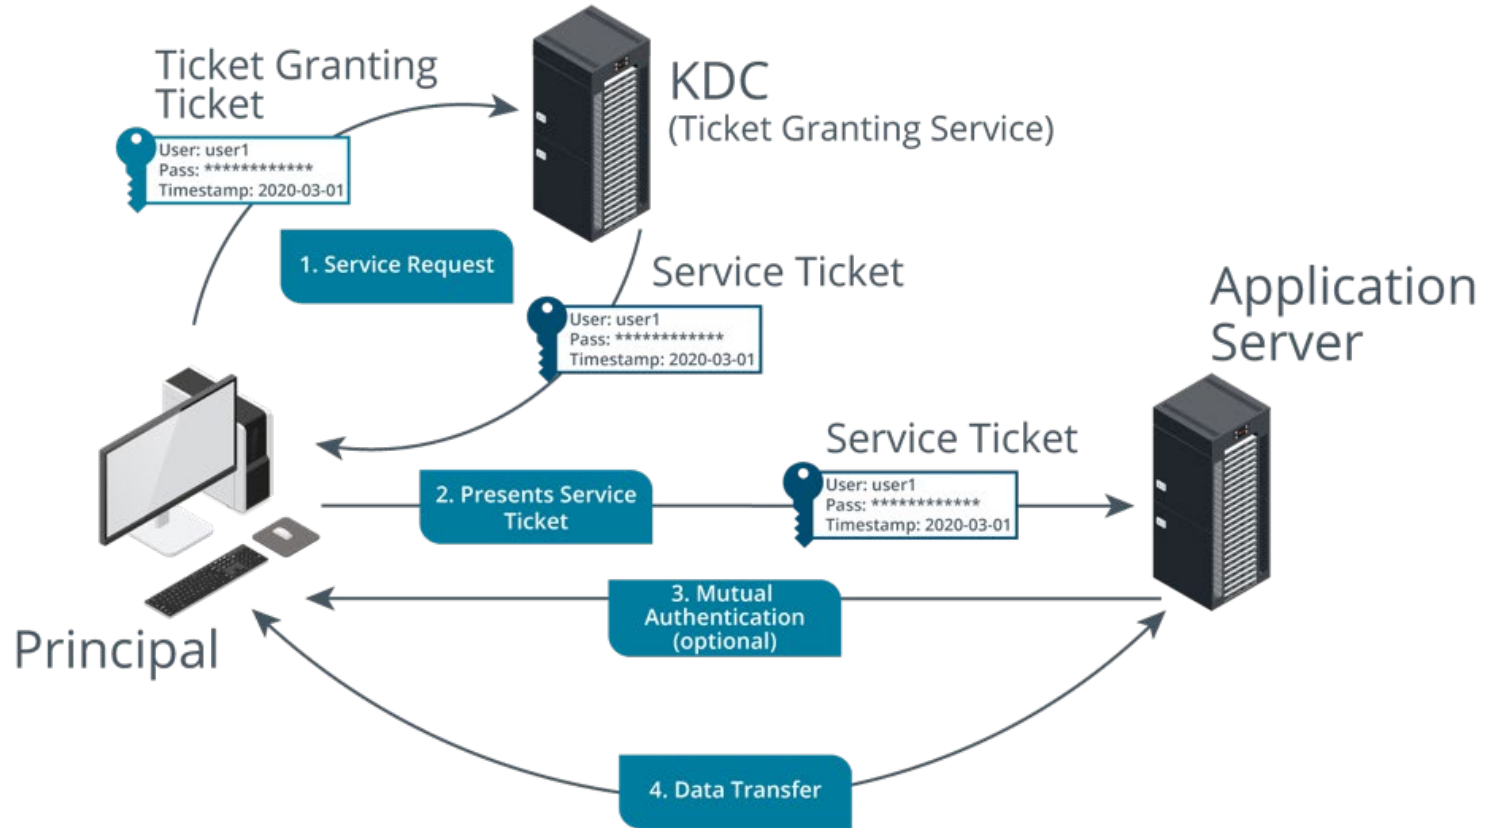 Ticket Granting
Ticket
User: user1
Pass: ************
Timestamp: 2020-03-01
KDC
(Ticket Granting Service)
1. Service Request
Service Ticket
User: user1
Pass: ************
Timestamp: 2020-03-01
Application
Server
Service Ticket
User: user1
Pass: ************
Timestamp: 2020-03-01
2. Presents Service
Ticket
3. Mutual
Authentication
(optional)
Principal
4. Data Transfer